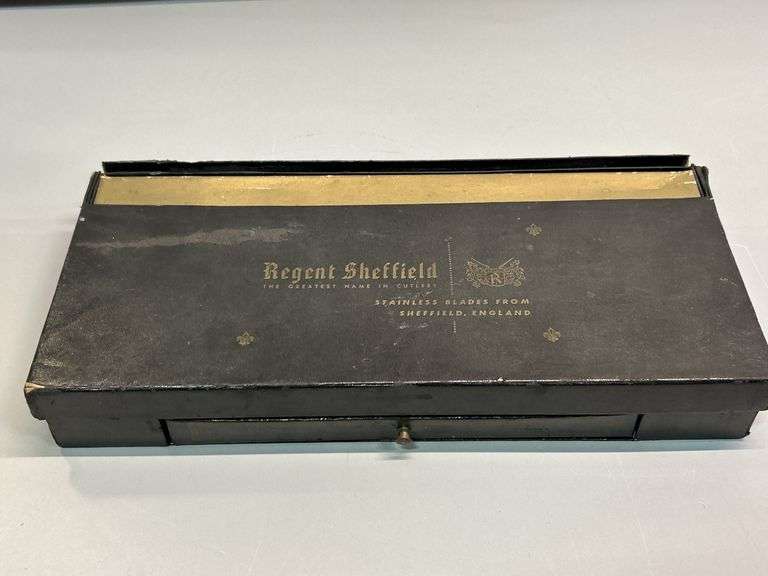 Regent Sheffield
THE GREATEST NAME IN CUTLERY
R
STAINLESS BLADES FROM
SHEFFIELD, ENGLAND